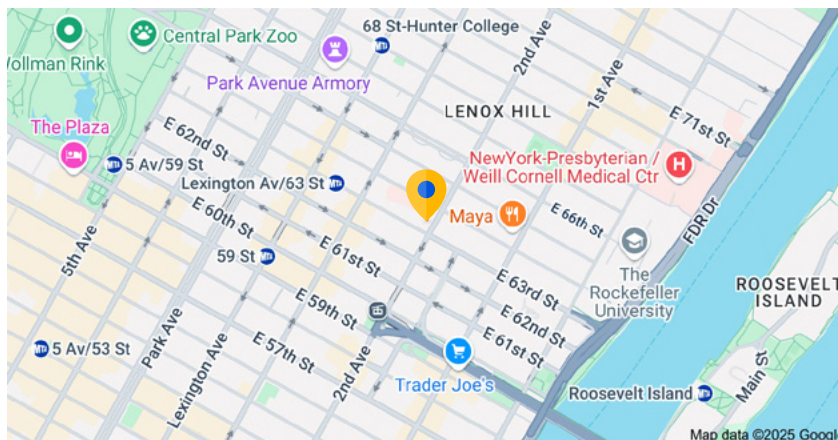 68 St-Hunter College
Central Park Zoo
Wollman Rink
Park Avenue Armory
2nd Ave
LENOX HILL
1st Ave
E 71st St
The Plaza
5 Av/59 St
E 62nd St
Lexington Av/63 St
NewYork-Presbyterian /
Weill Cornell Medical Ctr
H
Maya
E 66th St
FDR Dr
E 60th St
5th Ave
59 St
E 61st St
The
Rockefeller
University
E 63rd St
E 62nd St
E 61st St
ROOSEVELT
ISLAND
E 59th St
E 57th St
Park Ave
5 Av/53 St
Lexington Ave
2nd Ave
Trader Joe's
Roosevelt Island
Main St
Map data ©2025 Google